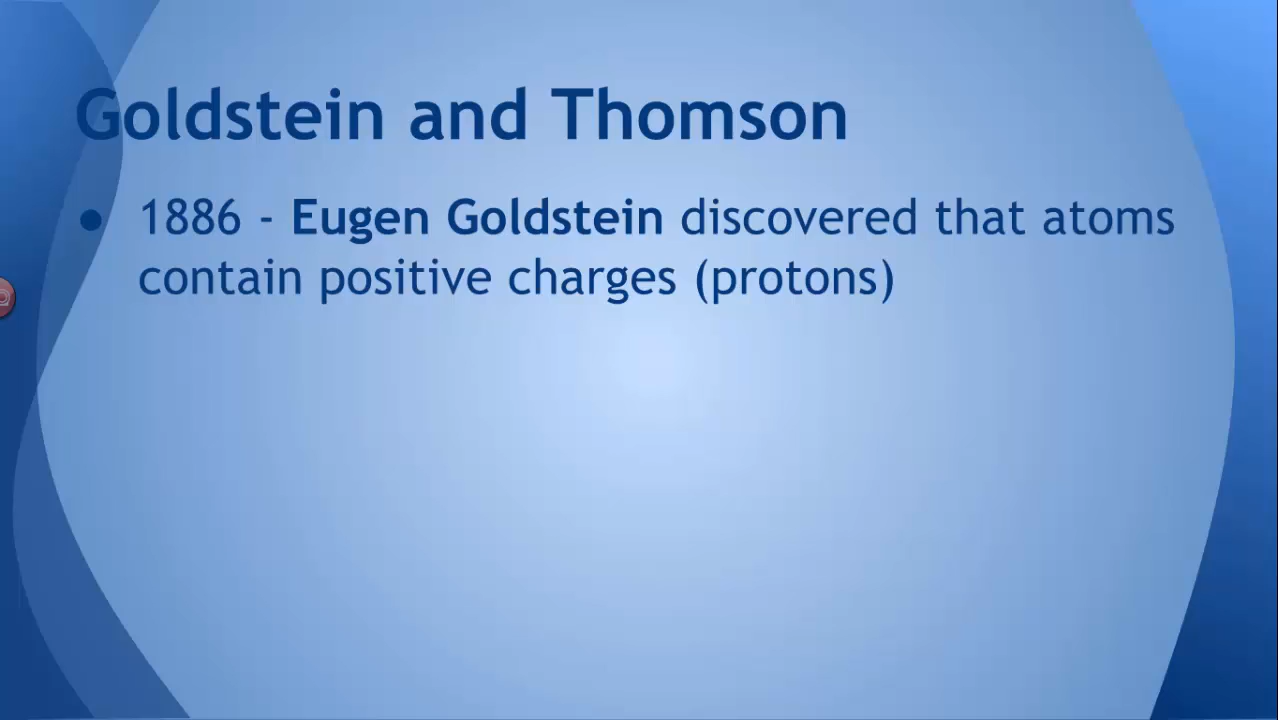 Goldstein and Thomson
● 1886 - Eugen Goldstein discovered that atoms
contain positive charges (protons)